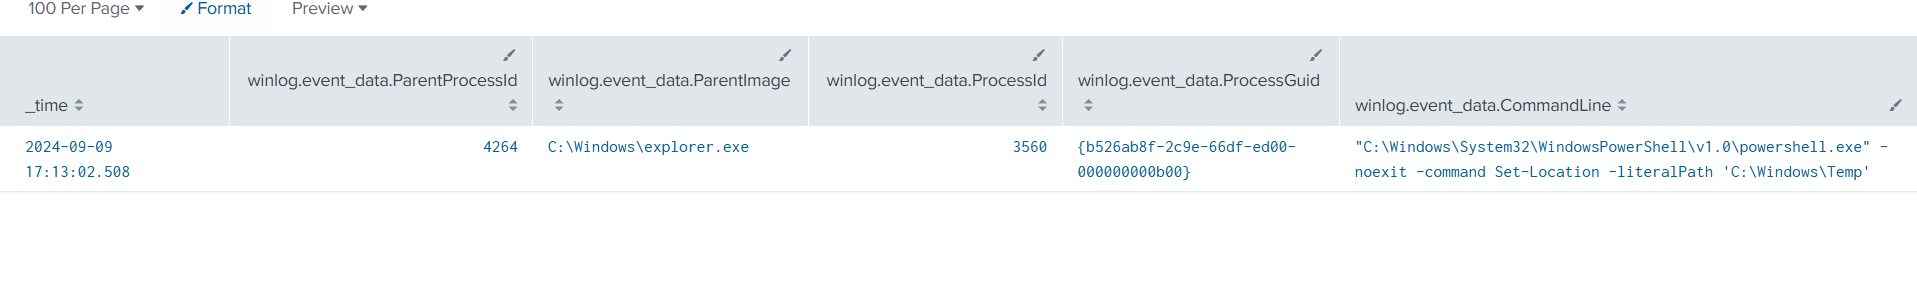 100 Per Page Format Preview
winlog.event_data.ParentProcessId winlog.event_data.ParentImage winlog.event_data.ProcessId winlog.event_data.ProcessGuid
_time winlog.event_data.CommandLine
2024-09-09 4264 C:\Windows\explorer.exe 3560 {b526ab8f-2c9e-66df-ed00- "C:\Windows\System32\WindowsPowerShell\v1.0\powershell.exe" -
17:13:02.508 000000000b00} noexit -command Set-Location -literalPath 'C:\Windows\Temp'